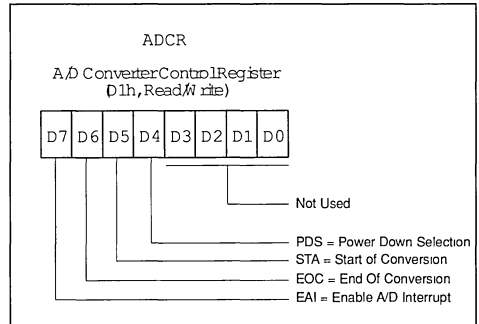 ADCR
A/D Converter Control Register
(D1h, Read/Write)
D7 D6 D5 D4 D3 D2 D1 D0
Not Used
PDS = Power Down Selection
STA = Start of Conversion
EOC = End Of Conversion
EAI = Enable A/D Interrupt